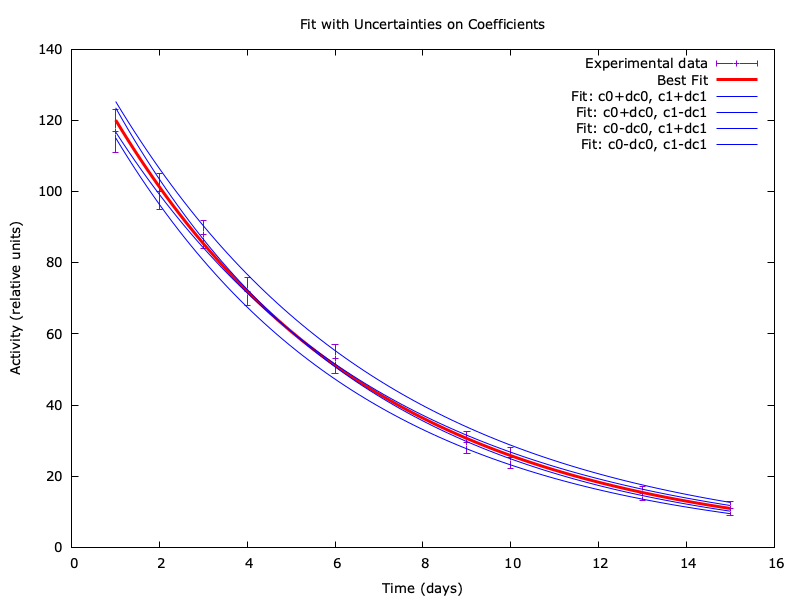 Fit with Uncertainties on Coefficients
140
120
100
80
60
40
20
0
Activity (relative units)
Experimental data
Best Fit
Fit: c0+dc0, c1+dc1
Fit: c0+dc0, c1-dc1
Fit: c0-dc0, c1+dc1
Fit: c0-dc0, c1-dc1
0 2 4 6 8 10 12 14 16
Time (days)